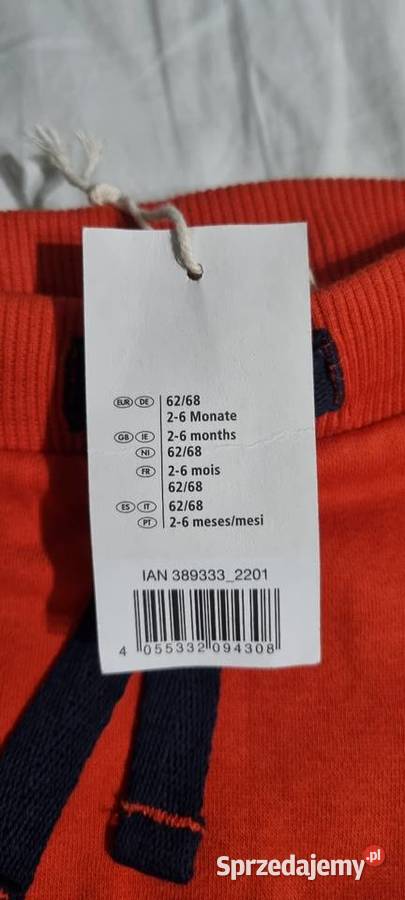 EUR DE 62/68
2-6 Monate
GB IE 2-6 months
NI 62/68
FR 2-6 mois
62/68
ES IT 62/68
PT 2-6 meses/mesi
IAN 389333_2201
4 055332 094308
Sprzedajemy.pl